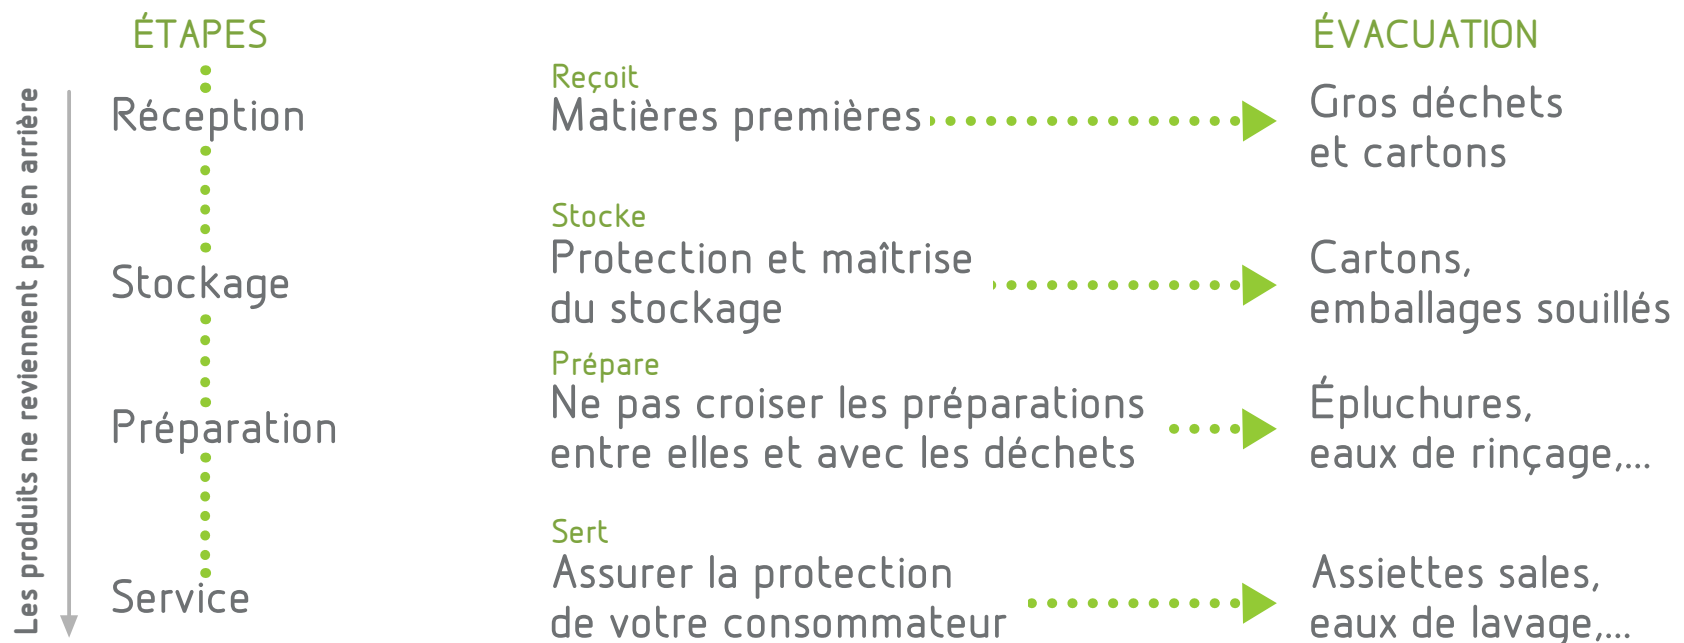 ÉTAPES
ÉVACUATION
Les produits ne reviennent pas en arrière
Réception
Reçoit
Matières premières
Gros déchets
et cartons
Stockage
Stocke
Protection et maîtrise
du stockage
Cartons,
emballages souillés
Préparation
Prépare
Ne pas croiser les préparations
entre elles et avec les déchets
Épluchures,
eaux de rinçage,...
Service
Sert
Assurer la protection
de votre consommateur
Assiettes sales,
eaux de lavage,...